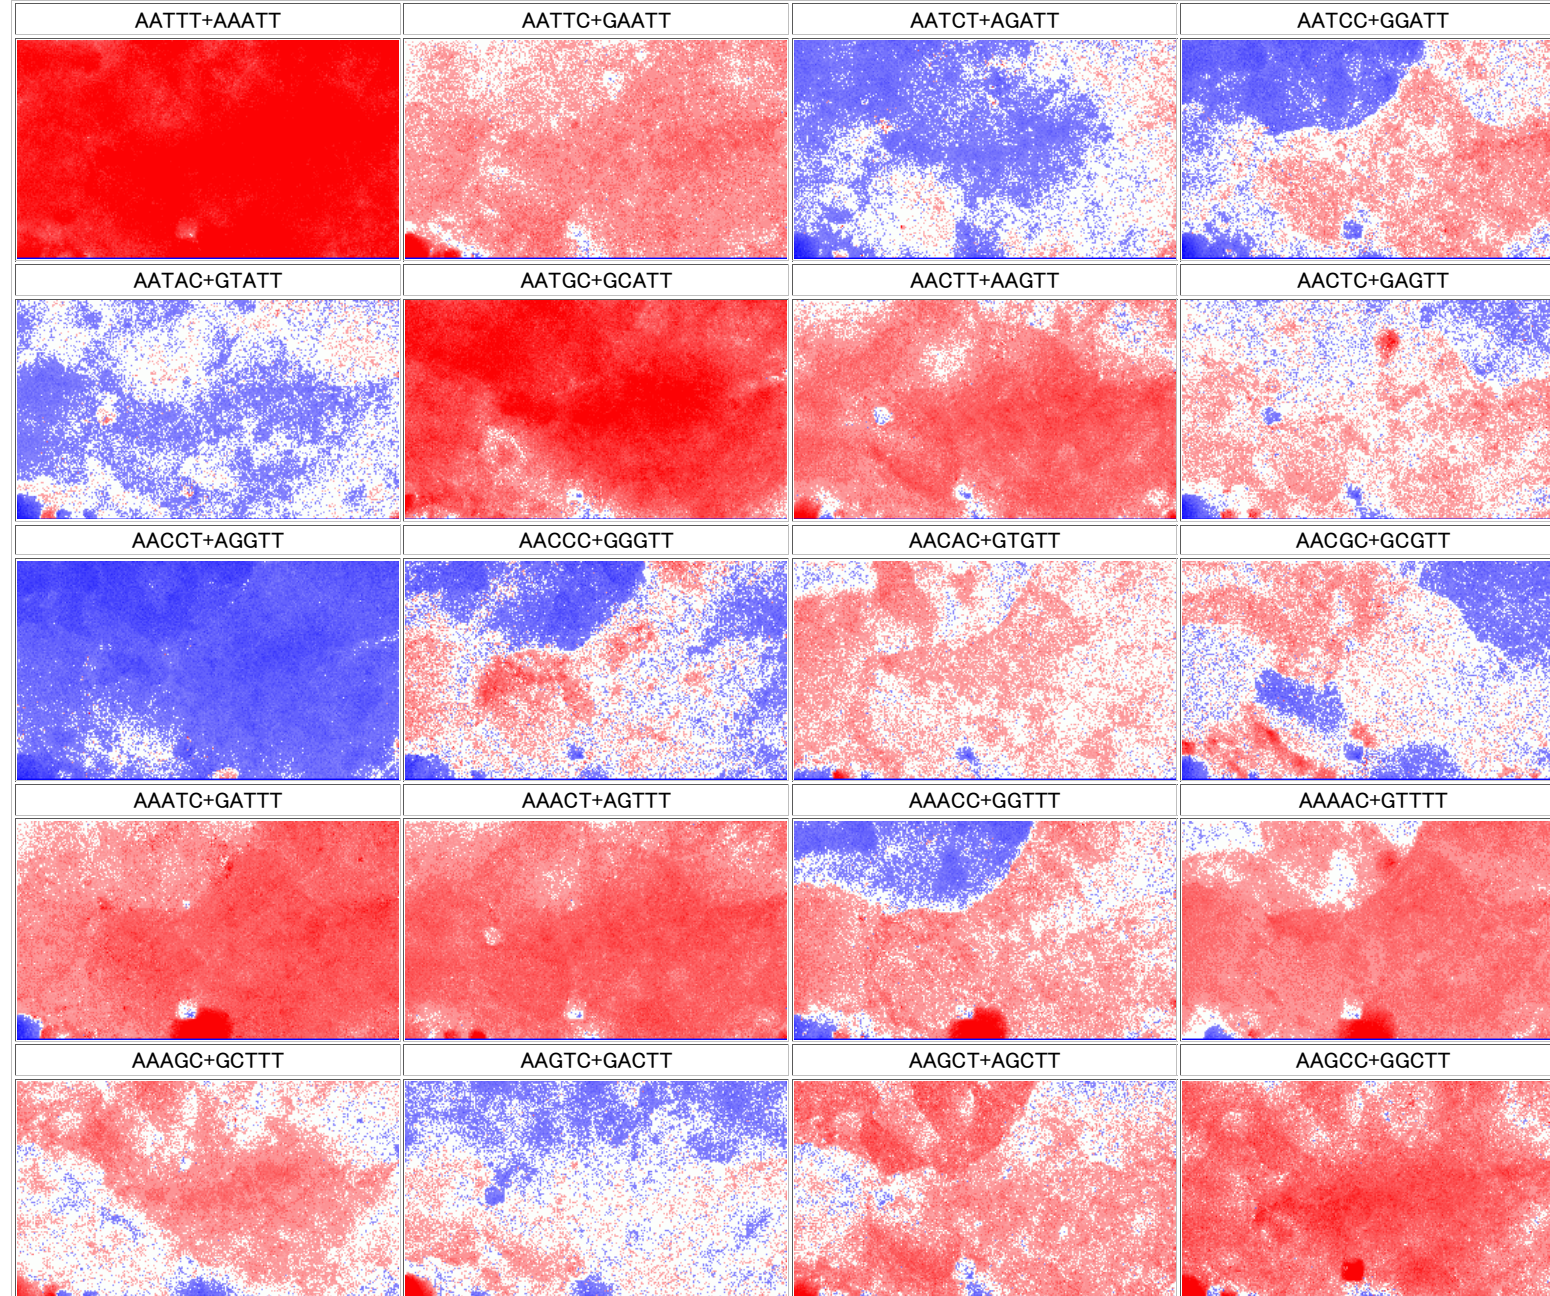 AATTT+AAATT AATTC+GAATT AATCT+AGATT AATCC+GGATT
AATAC+GTATT AATGC+GCATT AACTT+AAGTT AACTC+GAGTT
AACCT+AGGTT AACCC+GGGTT AACAC+GTGTT AACGC+GCGTT
AAATC+GATTT AAACT+AGTTT AAACC+GGTTT AAAAC+GTTTT
AAAGC+GCTTT AAGTC+GACTT AAGCT+AGCTT AAGCC+GGCTT